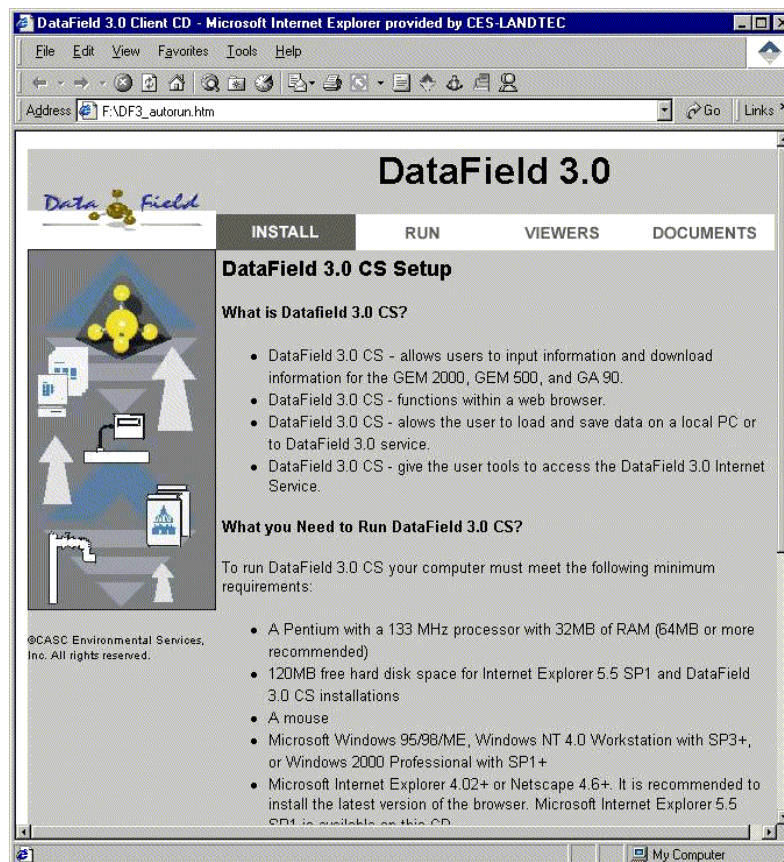 DataField 3.0 Client CD - Microsoft Internet Explorer provided by CES-LANDTEC
File Edit View Favorites Tools Help
Address F:\DF3_autorun.htm Go Links
Data Field
DataField 3.0
INSTALL RUN VIEWERS DOCUMENTS
DataField 3.0 CS Setup
What is Datafield 3.0 CS?
DataField 3.0 CS - allows users to input information and download
information for the GEM 2000, GEM 500, and GA 90.
DataField 3.0 CS - functions within a web browser.
DataField 3.0 CS - alows the user to load and save data on a local PC or
to DataField 3.0 service.
DataField 3.0 CS - give the user tools to access the DataField 3.0 Internet
Service.
What you Need to Run DataField 3.0 CS?
To run DataField 3.0 CS your computer must meet the following minimum
requirements:
©CASC Environmental Services,
Inc. All rights reserved.
A Pentium with a 133 MHz processor with 32MB of RAM (64MB or more
recommended)
120MB free hard disk space for Internet Explorer 5.5 SP1 and DataField
3.0 CS installations
A mouse
Microsoft Windows 95/98/ME, Windows NT 4.0 Workstation with SP3+,
or Windows 2000 Professional with SP1+
Microsoft Internet Explorer 4.02+ or Netscape 4.6+. It is recommended to
install the latest version of the browser. Microsoft Internet Explorer 5.5
SP1 is available on this CD
My Computer